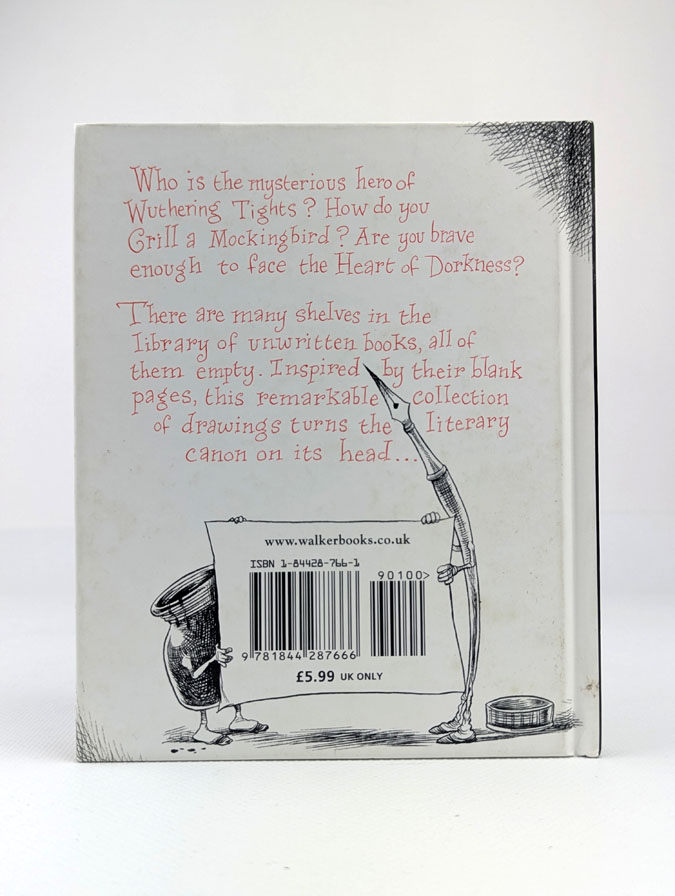 Who is the mysterious hero of
Wuthering Tights? How do you
Grill a Mockingbird? Are you brave
enough to face the Heart of Dorkness?
There are many shelves in the
library of unwritten books, all of
them empty. Inspired by their blank
pages, this remarkable collection
of drawings turns the literary
canon on its head...
www.walkerbooks.co.uk
ISBN 1-84428-766-1
90100>
9 781844 287666
£5.99 UK ONLY